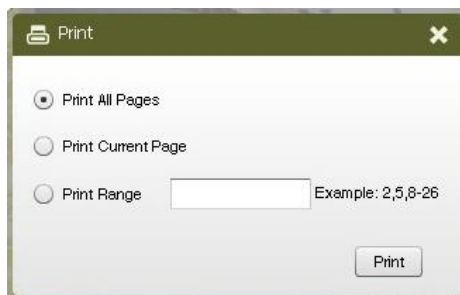 Print
Print All Pages
Print Current Page
Print Range Example: 2,5,8-26
Print